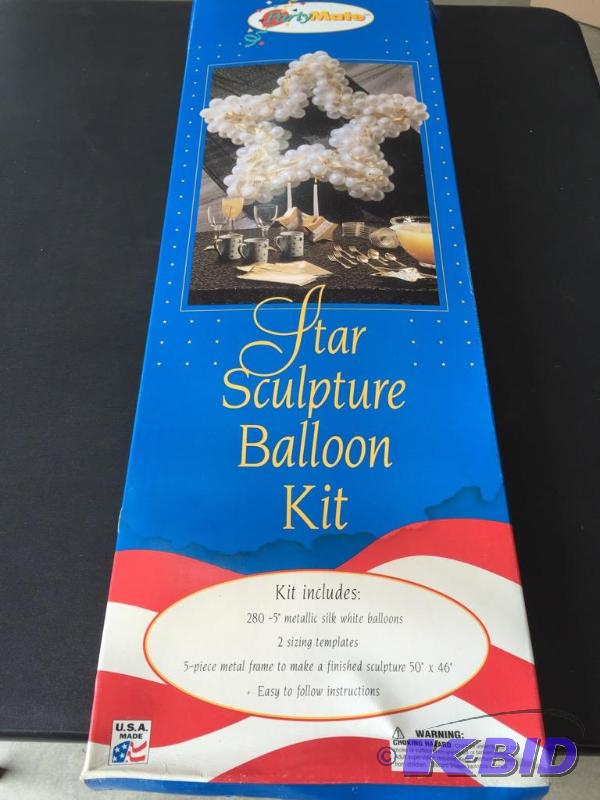 PartyMate™
Star
Sculpture
Balloon
Kit
Kit includes:
280 -5" metallic silk white balloons
2 sizing templates
5-piece metal frame to make a finished sculpture 50" x 46"
• Easy to follow instructions
U.S.A.
MADE
WARNING:
CHOKING HAZARD
© K-BID